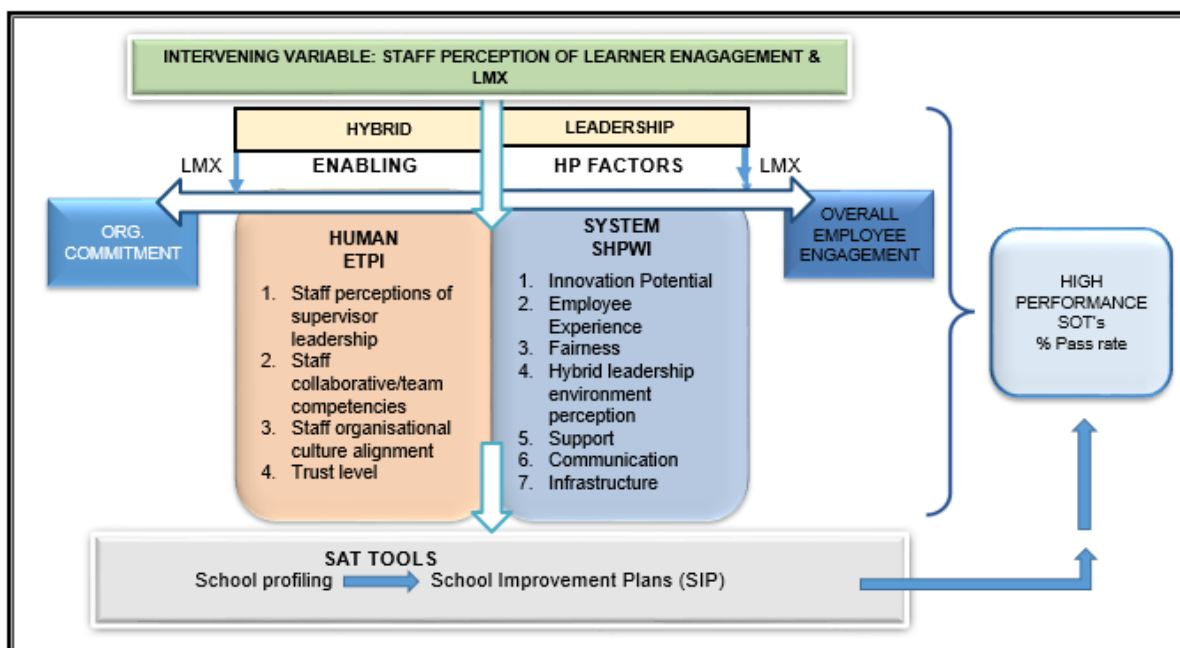 INTERVENING VARIABLE: STAFF PERCEPTION OF LEARNER ENAGAGEMENT &
LMX
HYBRID
LEADERSHIP
LMX
ENABLING
HP FACTORS
LMX
ORG.
COMMITMENT
HUMAN
ETPI
1. Staff perceptions of
supervisor
leadership
2. Staff
collaborative/team
competencies
3. Staff organisational
culture alignment
4. Trust level
SYSTEM
SHPWI
1. Innovation Potential
2. Employee
Experience
3. Fairness
4. Hybrid leadership
environment
perception
5. Support
6. Communication
7. Infrastructure
OVERALL
EMPLOYEE
ENGAGEMENT
HIGH
PERFORMANCE
SOT's
% Pass rate
SAT TOOLS
School profiling
School Improvement Plans (SIP)